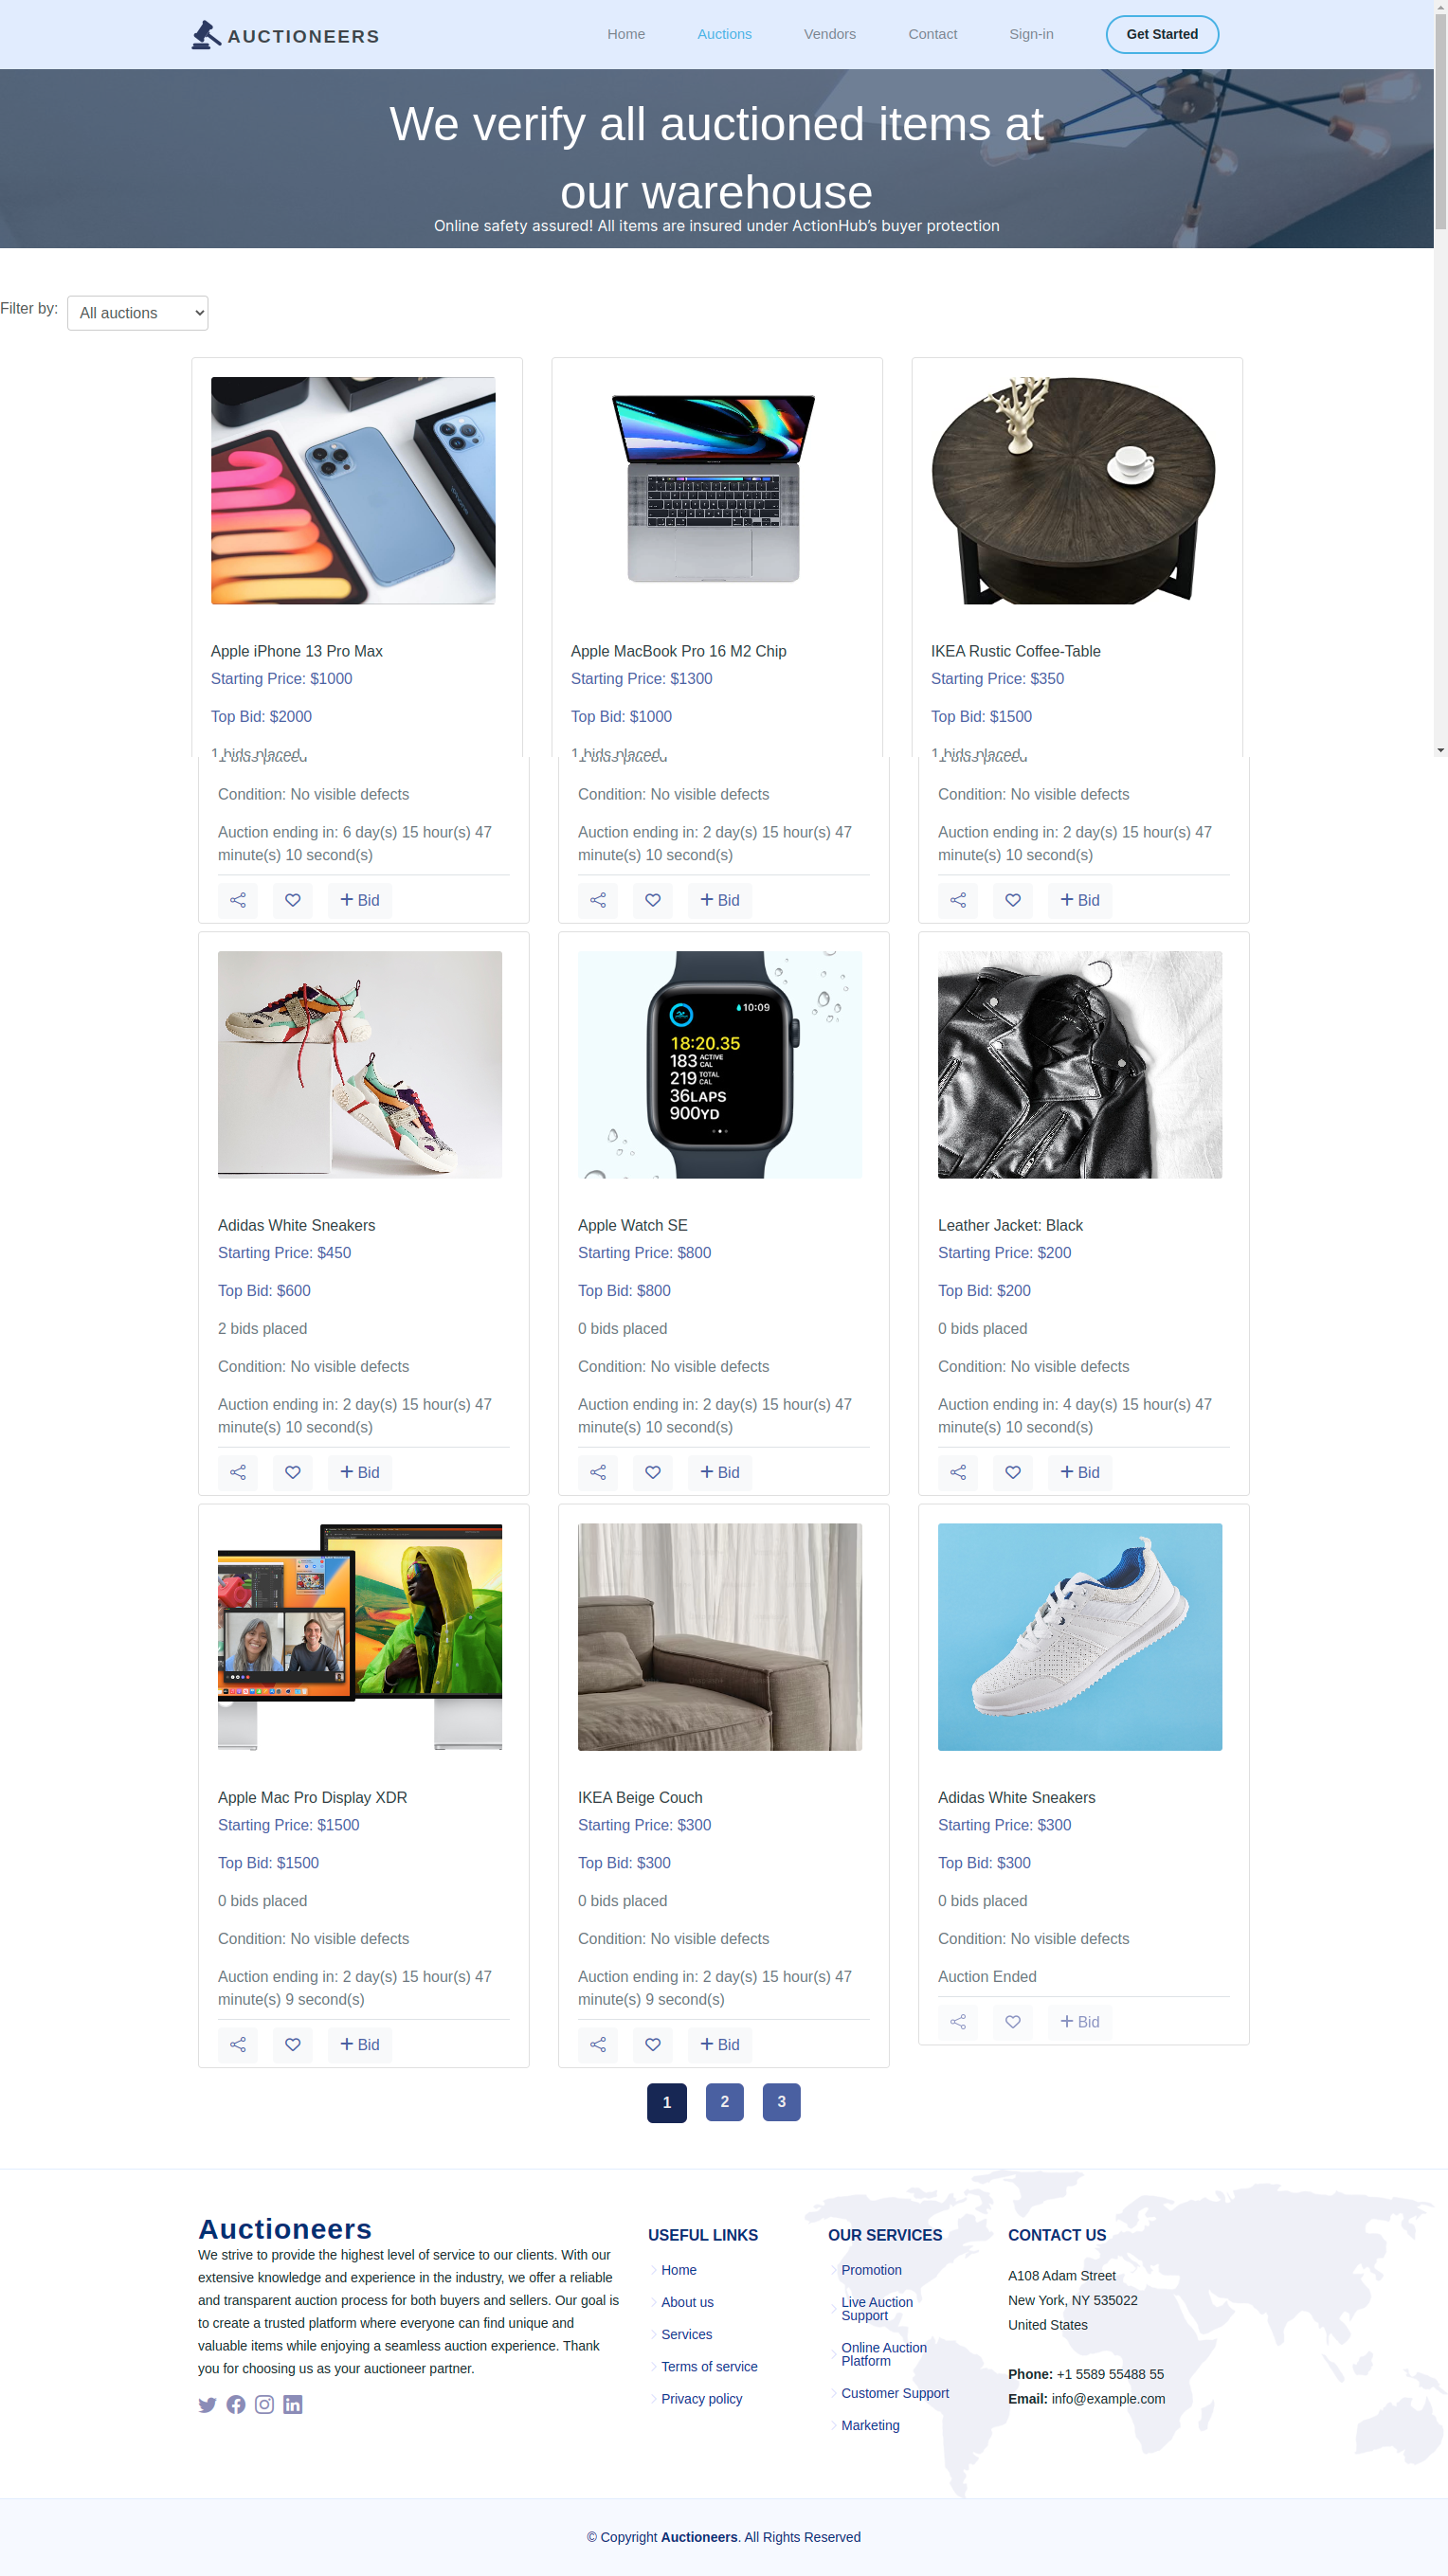 AUCTIONEERS
Home
Auctions
Vendors
Contact
Sign-in
Get Started
We verify all auctioned items at
our warehouse
Online safety assured! All items are insured under ActionHub's buyer protection
Filter by:
All auctions
Apple iPhone 13 Pro Max
Starting Price: $1000
Top Bid: $2000
1 bids placed
Apple MacBook Pro 16 M2 Chip
Starting Price: $1300
Top Bid: $1000
1 bids placed
IKEA Rustic Coffee-Table
Starting Price: $350
Top Bid: $1500
1 bids placed
1 bids placed
Condition: No visible defects
Auction ending in: 6 day(s) 15 hour(s) 47
minute(s) 10 second(s)
Bid
1 bids placed
Condition: No visible defects
Auction ending in: 2 day(s) 15 hour(s) 47
minute(s) 10 second(s)
Bid
1 bids placed
Condition: No visible defects
Auction ending in: 2 day(s) 15 hour(s) 47
minute(s) 10 second(s)
Bid
Adidas White Sneakers
Starting Price: $450
Top Bid: $600
2 bids placed
Condition: No visible defects
Auction ending in: 2 day(s) 15 hour(s) 47
minute(s) 10 second(s)
Bid
10:09
18:20.35
183 ACTIVE CAL
219 TOTAL CAL
36LAPS
900YD
Apple Watch SE
Starting Price: $800
Top Bid: $800
0 bids placed
Condition: No visible defects
Auction ending in: 2 day(s) 15 hour(s) 47
minute(s) 10 second(s)
Bid
Leather Jacket: Black
Starting Price: $200
Top Bid: $200
0 bids placed
Condition: No visible defects
Auction ending in: 4 day(s) 15 hour(s) 47
minute(s) 10 second(s)
Bid
Apple Mac Pro Display XDR
Starting Price: $1500
Top Bid: $1500
0 bids placed
Condition: No visible defects
Auction ending in: 2 day(s) 15 hour(s) 47
minute(s) 9 second(s)
Bid
IKEA Beige Couch
Starting Price: $300
Top Bid: $300
0 bids placed
Condition: No visible defects
Auction ending in: 2 day(s) 15 hour(s) 47
minute(s) 9 second(s)
Bid
Adidas White Sneakers
Starting Price: $300
Top Bid: $300
0 bids placed
Condition: No visible defects
Auction Ended
Bid
1
2
3
Auctioneers
We strive to provide the highest level of service to our clients. With our
extensive knowledge and experience in the industry, we offer a reliable
and transparent auction process for both buyers and sellers. Our goal is
to create a trusted platform where everyone can find unique and
valuable items while enjoying a seamless auction experience. Thank
you for choosing us as your auctioneer partner.
USEFUL LINKS
Home
About us
Services
Terms of service
Privacy policy
OUR SERVICES
Promotion
Live Auction
Support
Online Auction
Platform
Customer Support
Marketing
CONTACT US
A108 Adam Street
New York, NY 535022
United States
Phone: +1 5589 55488 55
Email: info@example.com
© Copyright Auctioneers. All Rights Reserved